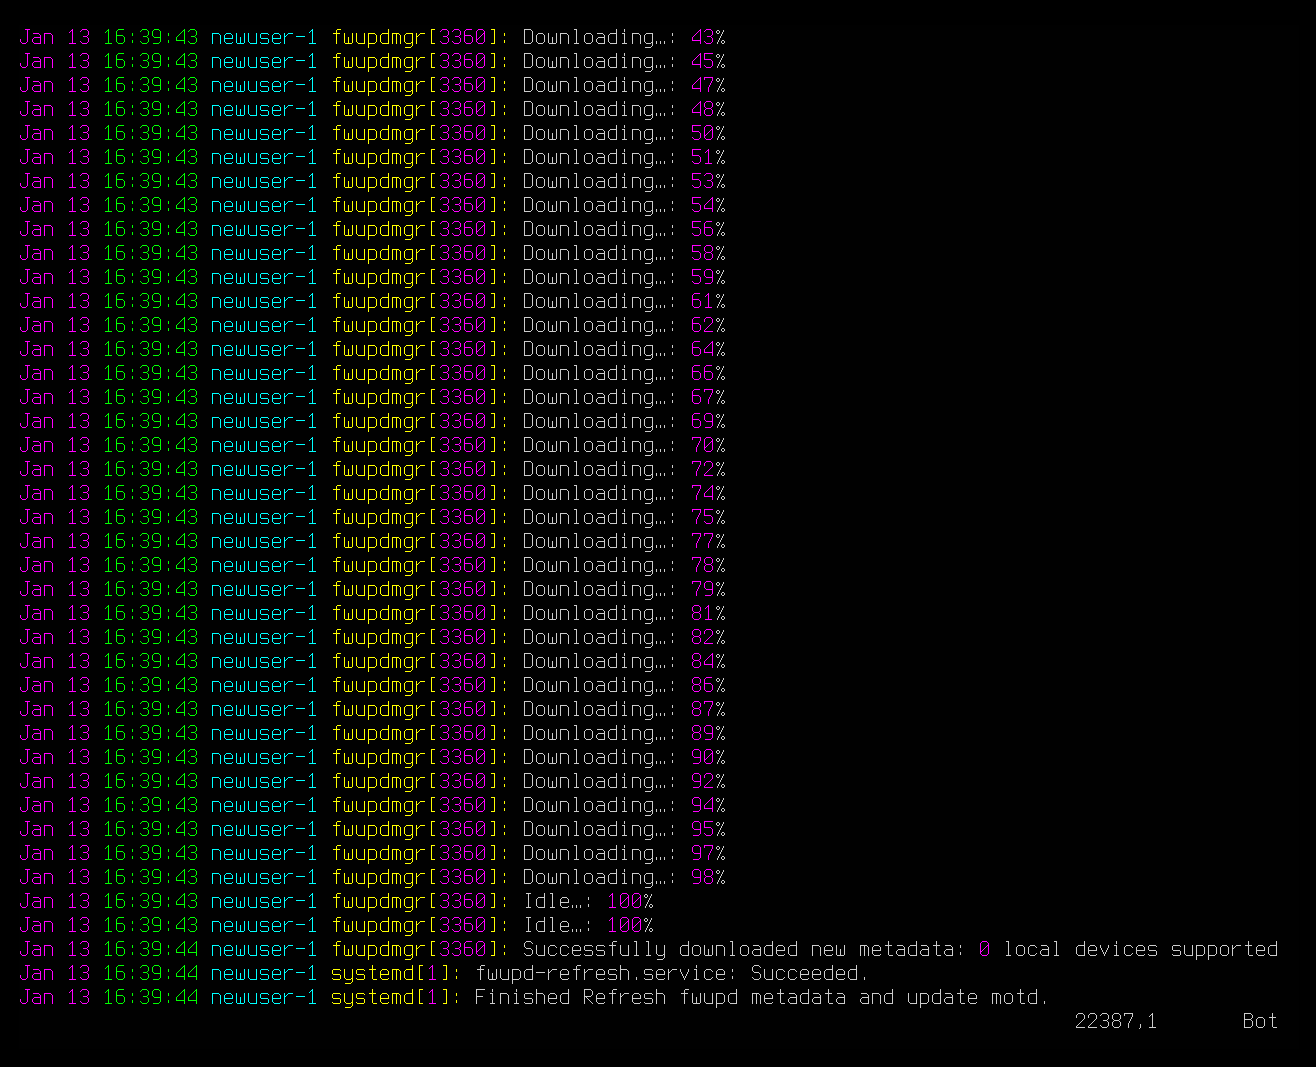 Jan 13 16:39:43 newuser-1 fwupdmgr[3360]: Downloading…: 43%
Jan 13 16:39:43 newuser-1 fwupdmgr[3360]: Downloading…: 45%
Jan 13 16:39:43 newuser-1 fwupdmgr[3360]: Downloading…: 47%
Jan 13 16:39:43 newuser-1 fwupdmgr[3360]: Downloading…: 48%
Jan 13 16:39:43 newuser-1 fwupdmgr[3360]: Downloading…: 50%
Jan 13 16:39:43 newuser-1 fwupdmgr[3360]: Downloading…: 51%
Jan 13 16:39:43 newuser-1 fwupdmgr[3360]: Downloading…: 53%
Jan 13 16:39:43 newuser-1 fwupdmgr[3360]: Downloading…: 54%
Jan 13 16:39:43 newuser-1 fwupdmgr[3360]: Downloading…: 56%
Jan 13 16:39:43 newuser-1 fwupdmgr[3360]: Downloading…: 58%
Jan 13 16:39:43 newuser-1 fwupdmgr[3360]: Downloading…: 59%
Jan 13 16:39:43 newuser-1 fwupdmgr[3360]: Downloading…: 61%
Jan 13 16:39:43 newuser-1 fwupdmgr[3360]: Downloading…: 62%
Jan 13 16:39:43 newuser-1 fwupdmgr[3360]: Downloading…: 64%
Jan 13 16:39:43 newuser-1 fwupdmgr[3360]: Downloading…: 66%
Jan 13 16:39:43 newuser-1 fwupdmgr[3360]: Downloading…: 67%
Jan 13 16:39:43 newuser-1 fwupdmgr[3360]: Downloading…: 69%
Jan 13 16:39:43 newuser-1 fwupdmgr[3360]: Downloading…: 70%
Jan 13 16:39:43 newuser-1 fwupdmgr[3360]: Downloading…: 72%
Jan 13 16:39:43 newuser-1 fwupdmgr[3360]: Downloading…: 74%
Jan 13 16:39:43 newuser-1 fwupdmgr[3360]: Downloading…: 75%
Jan 13 16:39:43 newuser-1 fwupdmgr[3360]: Downloading…: 77%
Jan 13 16:39:43 newuser-1 fwupdmgr[3360]: Downloading…: 78%
Jan 13 16:39:43 newuser-1 fwupdmgr[3360]: Downloading…: 79%
Jan 13 16:39:43 newuser-1 fwupdmgr[3360]: Downloading…: 81%
Jan 13 16:39:43 newuser-1 fwupdmgr[3360]: Downloading…: 82%
Jan 13 16:39:43 newuser-1 fwupdmgr[3360]: Downloading…: 84%
Jan 13 16:39:43 newuser-1 fwupdmgr[3360]: Downloading…: 86%
Jan 13 16:39:43 newuser-1 fwupdmgr[3360]: Downloading…: 87%
Jan 13 16:39:43 newuser-1 fwupdmgr[3360]: Downloading…: 89%
Jan 13 16:39:43 newuser-1 fwupdmgr[3360]: Downloading…: 90%
Jan 13 16:39:43 newuser-1 fwupdmgr[3360]: Downloading…: 92%
Jan 13 16:39:43 newuser-1 fwupdmgr[3360]: Downloading…: 94%
Jan 13 16:39:43 newuser-1 fwupdmgr[3360]: Downloading…: 95%
Jan 13 16:39:43 newuser-1 fwupdmgr[3360]: Downloading…: 97%
Jan 13 16:39:43 newuser-1 fwupdmgr[3360]: Downloading…: 98%
Jan 13 16:39:43 newuser-1 fwupdmgr[3360]: Idle…: 100%
Jan 13 16:39:43 newuser-1 fwupdmgr[3360]: Idle…: 100%
Jan 13 16:39:44 newuser-1 fwupdmgr[3360]: Successfully downloaded new metadata: 0 local devices supported
Jan 13 16:39:44 newuser-1 systemd[1]: fwupd-refresh.service: Succeeded.
Jan 13 16:39:44 newuser-1 systemd[1]: Finished Refresh fwupd metadata and update motd.
22387,1 Bot